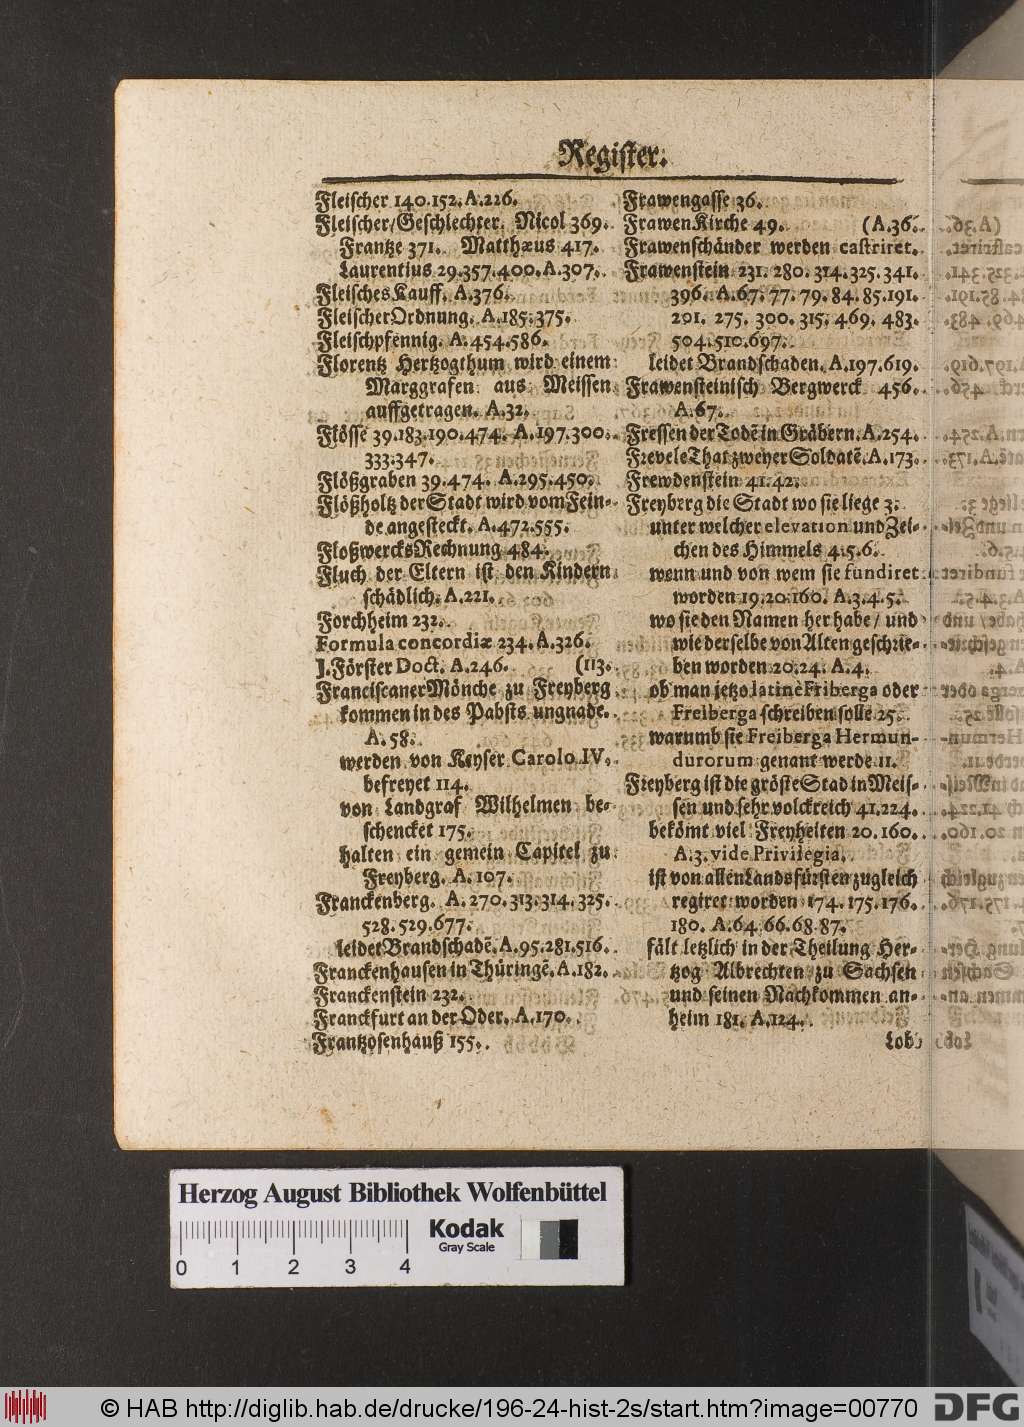 Register.
Fleischer 140.152.A.226.
Fleischer/Geschlechter. Nicol 369.
Frantze 371. Matthæus 417.
Laurentius 29.357.400.A.307.
FleischesKauff. A.376.
FleischerOrdnung. A.185.375.
Fleischpfennig. A.454.586.
Florentz Hertzogthum wird einem
Marggrafen aus Meissen
auffgetragen. A.32.
Flösse 39.183.190.474. A.197.300.
333.347.
Flößgraben 39.474. A.295.450.
Flößholtz der Stadt wird vom Fein-
de angesteckt. A.472.555.
FloßwercksRechnung 484.
Fluch der Eltern ist den Kindern
schädlich. A.221.
Forchheim 232.
Formula concordiæ 234. A.326.
J.Förster Doct. A.246. (113.
FranciscanerMönche zu Freyberg
kommen in des Pabsts ungnade.
A.58.
werden von Keyser Carolo IV.
befreyet 114.
von Landgraf Wilhelmen be-
schencket 175.
halten ein gemein Capitel zu
Freyberg. A.107.
Franckenberg. A.270.313.314.325.
528.529.677.
leidet Brandschadẽ. A.95.281.516.
Franckenhausen in Thüringẽ. A.182.
Franckenstein 232.
Franckfurt an der Oder. A.170.
Frantzosenhauß 155.
Frawengasse 36.
FrawenKirche 49. (A.36.
Frawenschänder werden castriret.
Frawenstein 231. 280. 314.325.341.
396. A.67. 77. 79. 84. 85.191.
201. 275. 300. 315. 469. 483.
504.510.697.
leidet Brandschaden. A.197.619.
Frawensteinisch Bergwerck 456.
A.67.
Fressen der Todẽ in Gräbern. A.254.
FreveleThat zweyer Soldatẽ. A.173.
Frewdenstein 41.42.
Freyberg die Stadt wo sie liege 3.
unter welcher elevation und Zei-
chen des Himmels 4.5.6.
wenn und von wem sie fundiret
worden 19.20.160. A.3.4.5.
wo sie den Namen her habe/ und
wie derselbe von Alten geschrie-
ben worden 20.24. A.4.
ob man jetzo latinè Friberga oder
Freiberga schreiben solle 25.
warumb sie Freiberga Hermun-
durorum genant werde 11.
Freyberg ist die gröste Stad in Meis-
sen und sehr volckreich 41.224.
bekömt viel Freyheiten 20.160.
A.3. vide Privilegia.
ist von allen Landsfürsten zugleich
regiret worden 174.175.176.
180. A.64.66.68.87.
fält letzlich in der Theilung Her-
tzog Albrechten zu Sachsen
und seinen Nachkommen an-
heim 181. A.124.
Lob
Herzog August Bibliothek Wolfenbüttel
Kodak
Gray Scale
0 1 2 3 4
© HAB http://diglib.hab.de/drucke/196-24-hist-2s/start.htm?image=00770
DFG